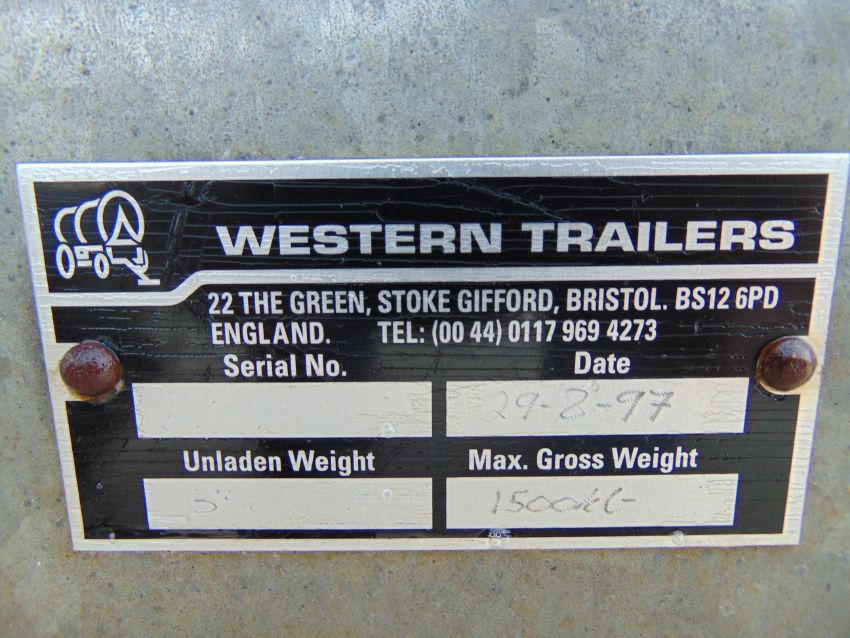 WESTERN TRAILERS
22 THE GREEN, STOKE GIFFORD, BRISTOL. BS12 6PD
ENGLAND. TEL: (00 44) 0117 969 4273
Serial No. Date
29-8-97
Unladen Weight Max. Gross Weight
1500KG